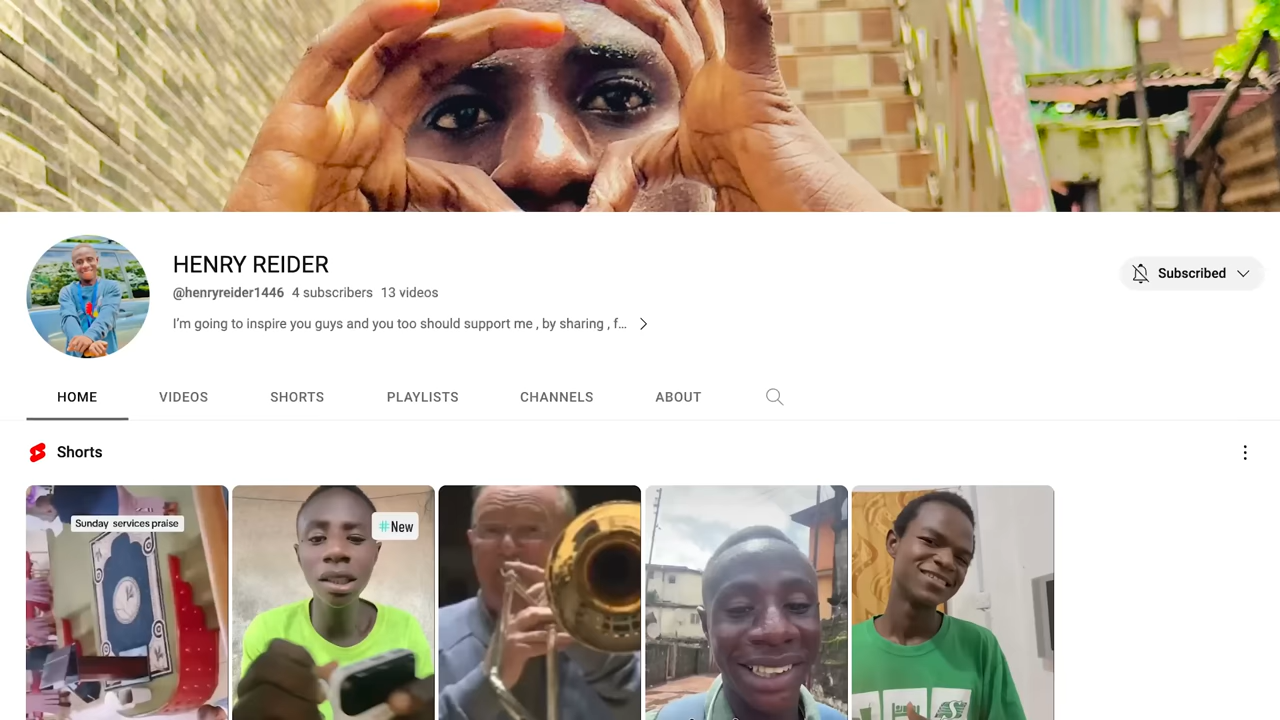 HENRY REIDER
@henryreider1446 4 subscribers 13 videos
I'm going to inspire you guys and you too should support me , by sharing , f...
Subscribed
HOME VIDEOS SHORTS PLAYLISTS CHANNELS ABOUT
Shorts
Sunday services praise
#New